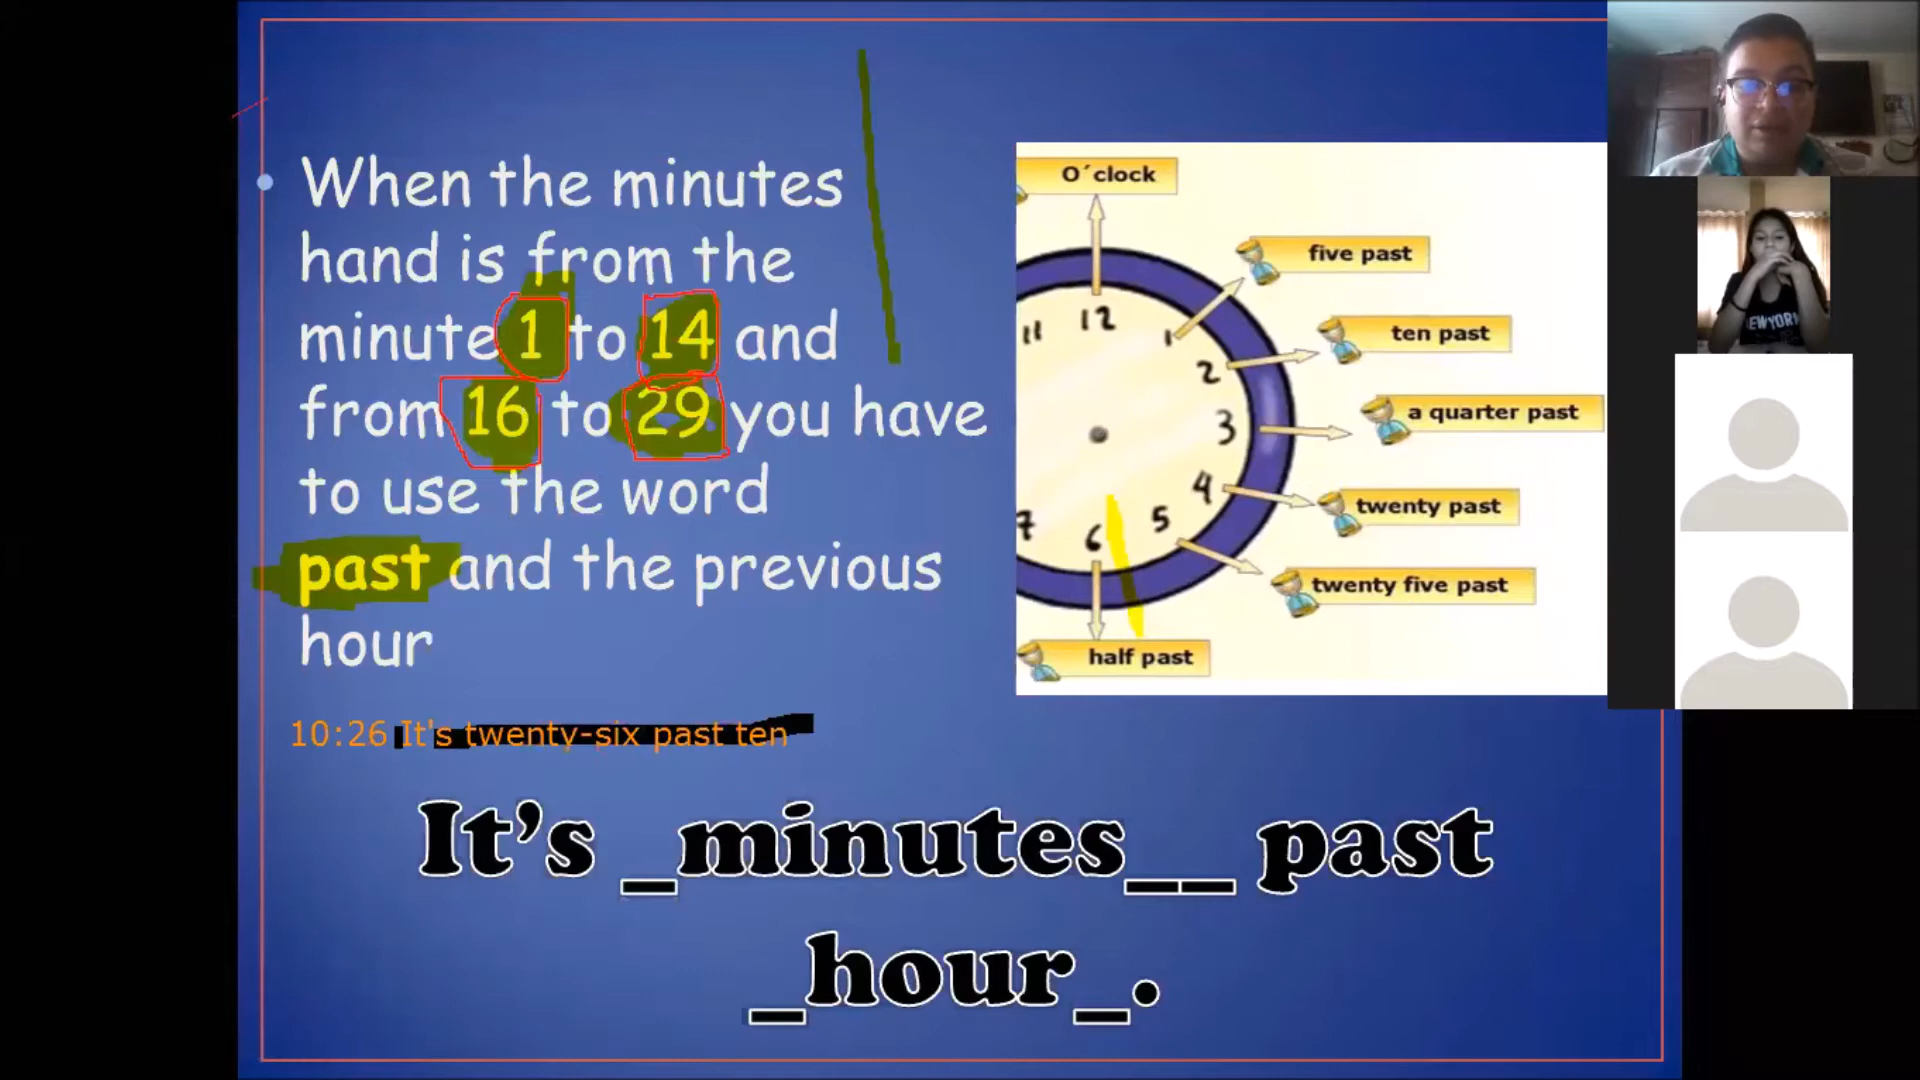 When the minutes
hand is from the
minute 1 to 14 and
from 16 to 29 you have
to use the word
past and the previous
hour
10:26 It's twenty-six past ten
It's _minutes__ past
_hour_.
O´clock
five past
ten past
a quarter past
twenty past
twenty five past
half past
11 12 1
2
3
4
5
6
7
EWYOR